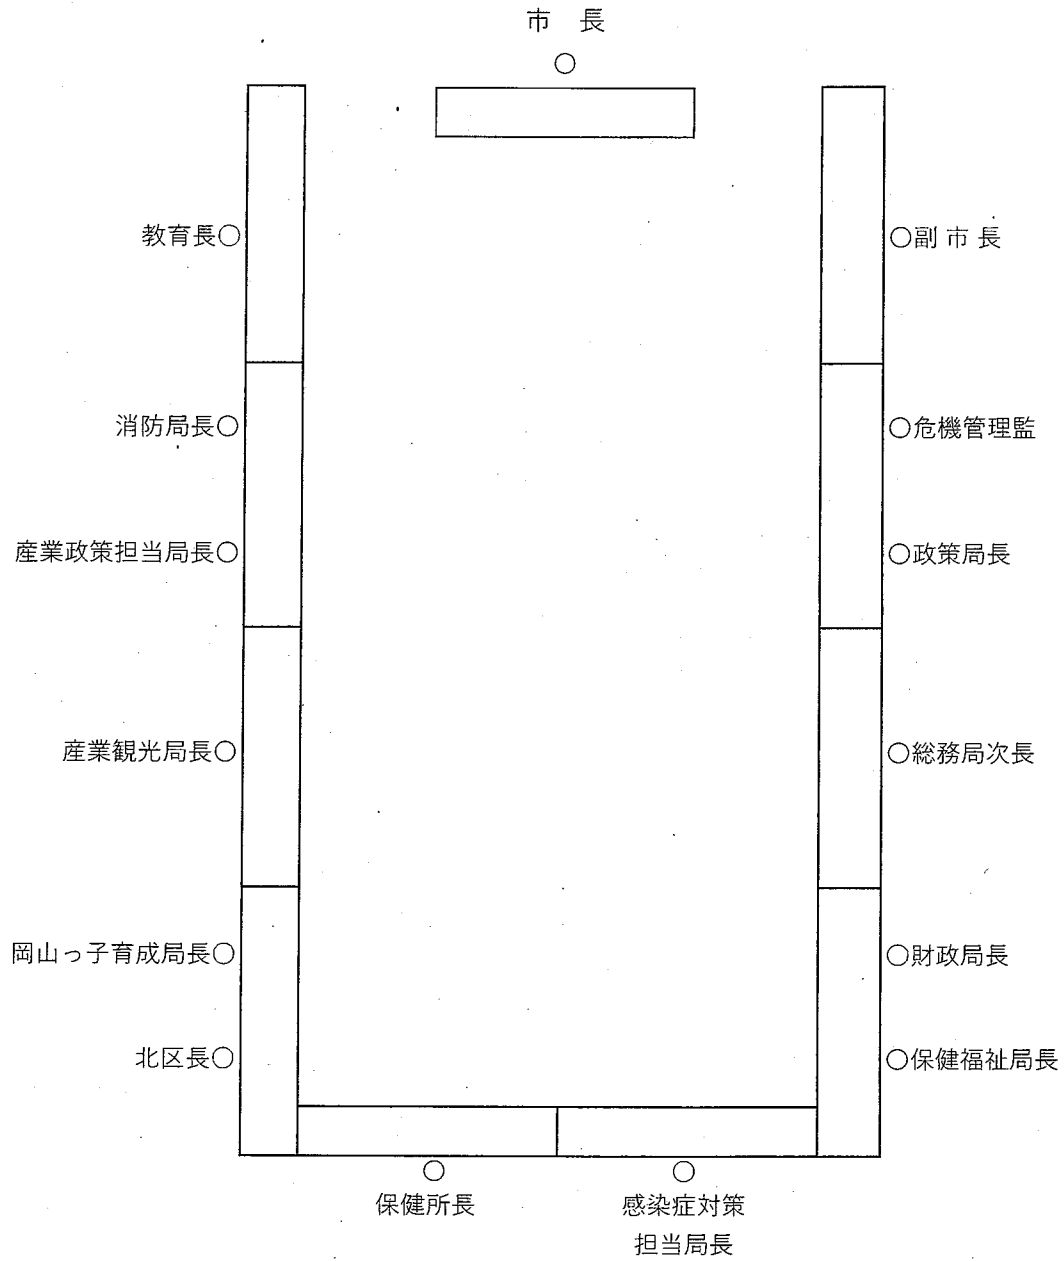 市 長
○
教育長○
○副 市 長
消防局長○
○危機管理監
産業政策担当局長○
○政策局長
産業観光局長○
○総務局次長
岡山っ子育成局長○
○財政局長
北区長○
○保健福祉局長
○
保健所長
○
感染症対策
担当局長